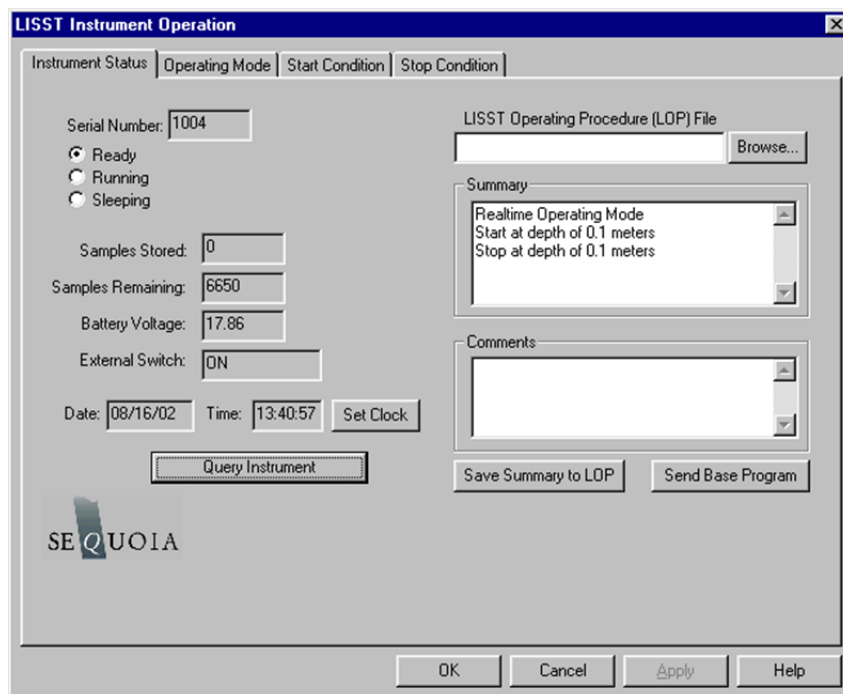 LISST Instrument Operation
Instrument Status
Operating Mode
Start Condition
Stop Condition
Serial Number: 1004
Ready
Running
Sleeping
Samples Stored: 0
Samples Remaining: 6650
Battery Voltage: 17.86
External Switch: ON
Date: 08/16/02 Time: 13:40:57 Set Clock
Query Instrument
SEQUOIA
LISST Operating Procedure (LOP) File
Browse...
Summary
Realtime Operating Mode
Start at depth of 0.1 meters
Stop at depth of 0.1 meters
Comments
Save Summary to LOP
Send Base Program
OK
Cancel
Apply
Help